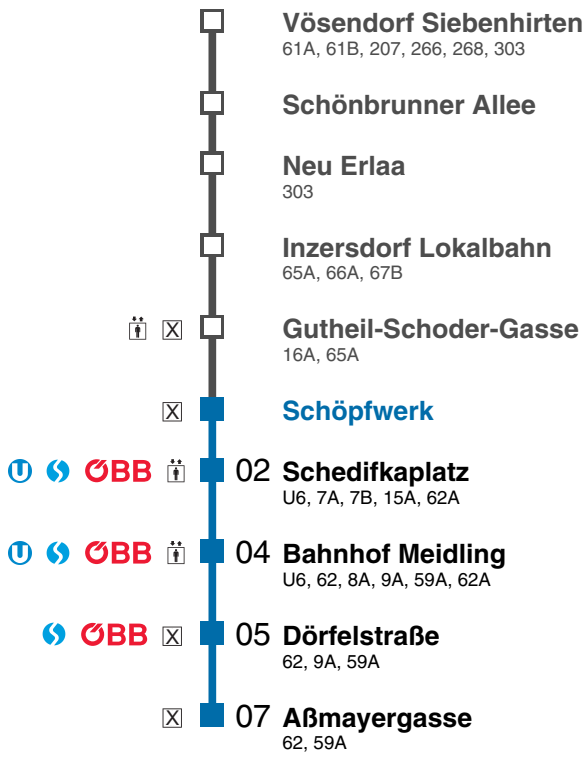 Vösendorf Siebenhirten
61A, 61B, 207, 266, 268, 303
Schönbrunner Allee
Neu Erlaa
303
Inzersdorf Lokalbahn
65A, 66A, 67B
X Gutheil-Schoder-Gasse
16A, 65A
X Schöpfwerk
U S ÖBB 02 Schedifkaplatz
U6, 7A, 7B, 15A, 62A
U S ÖBB 04 Bahnhof Meidling
U6, 62, 8A, 9A, 59A, 62A
S ÖBB X 05 Dörfelstraße
62, 9A, 59A
X 07 Aßmayergasse
62, 59A